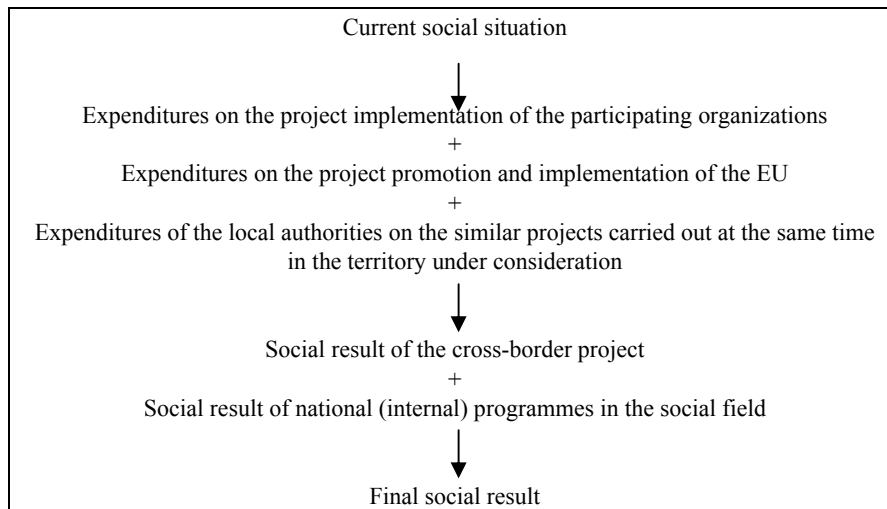 Current social situation
Expenditures on the project implementation of the participating organizations
+
Expenditures on the project promotion and implementation of the EU
+
Expenditures of the local authorities on the similar projects carried out at the same time
in the territory under consideration
Social result of the cross-border project
+
Social result of national (internal) programmes in the social field
Final social result